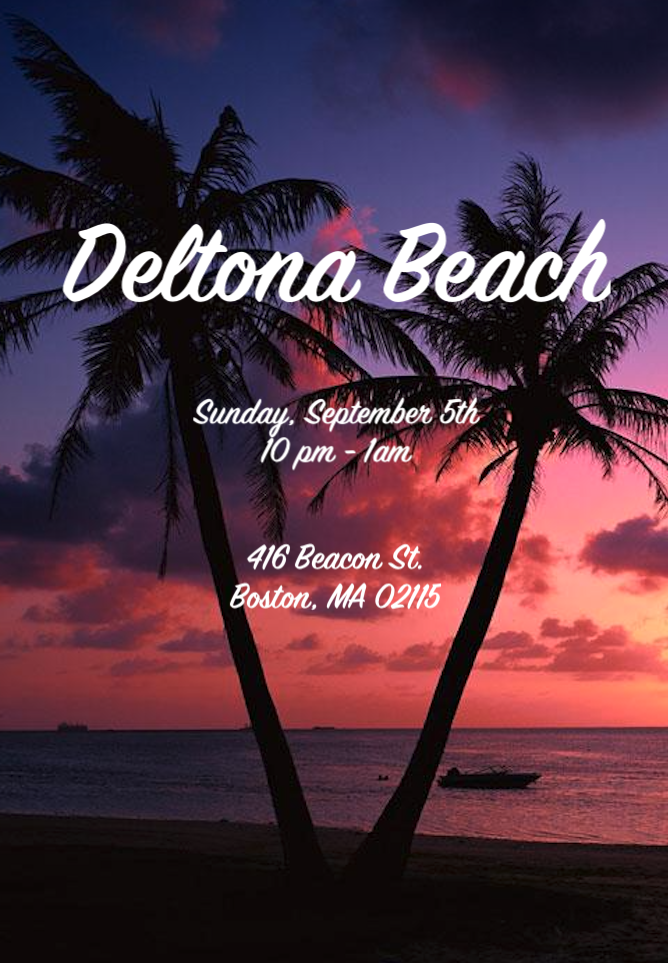 Deltona Beach
Sunday, September 5th
10 pm - 1am
416 Beacon St.
Boston, MA 02115